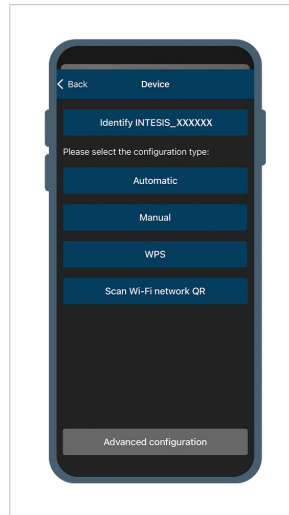 Back
Device
Identify INTESIS_XXXXXX
Please select the configuration type:
Automatic
Manual
WPS
Scan Wi-Fi network QR
Advanced configuration